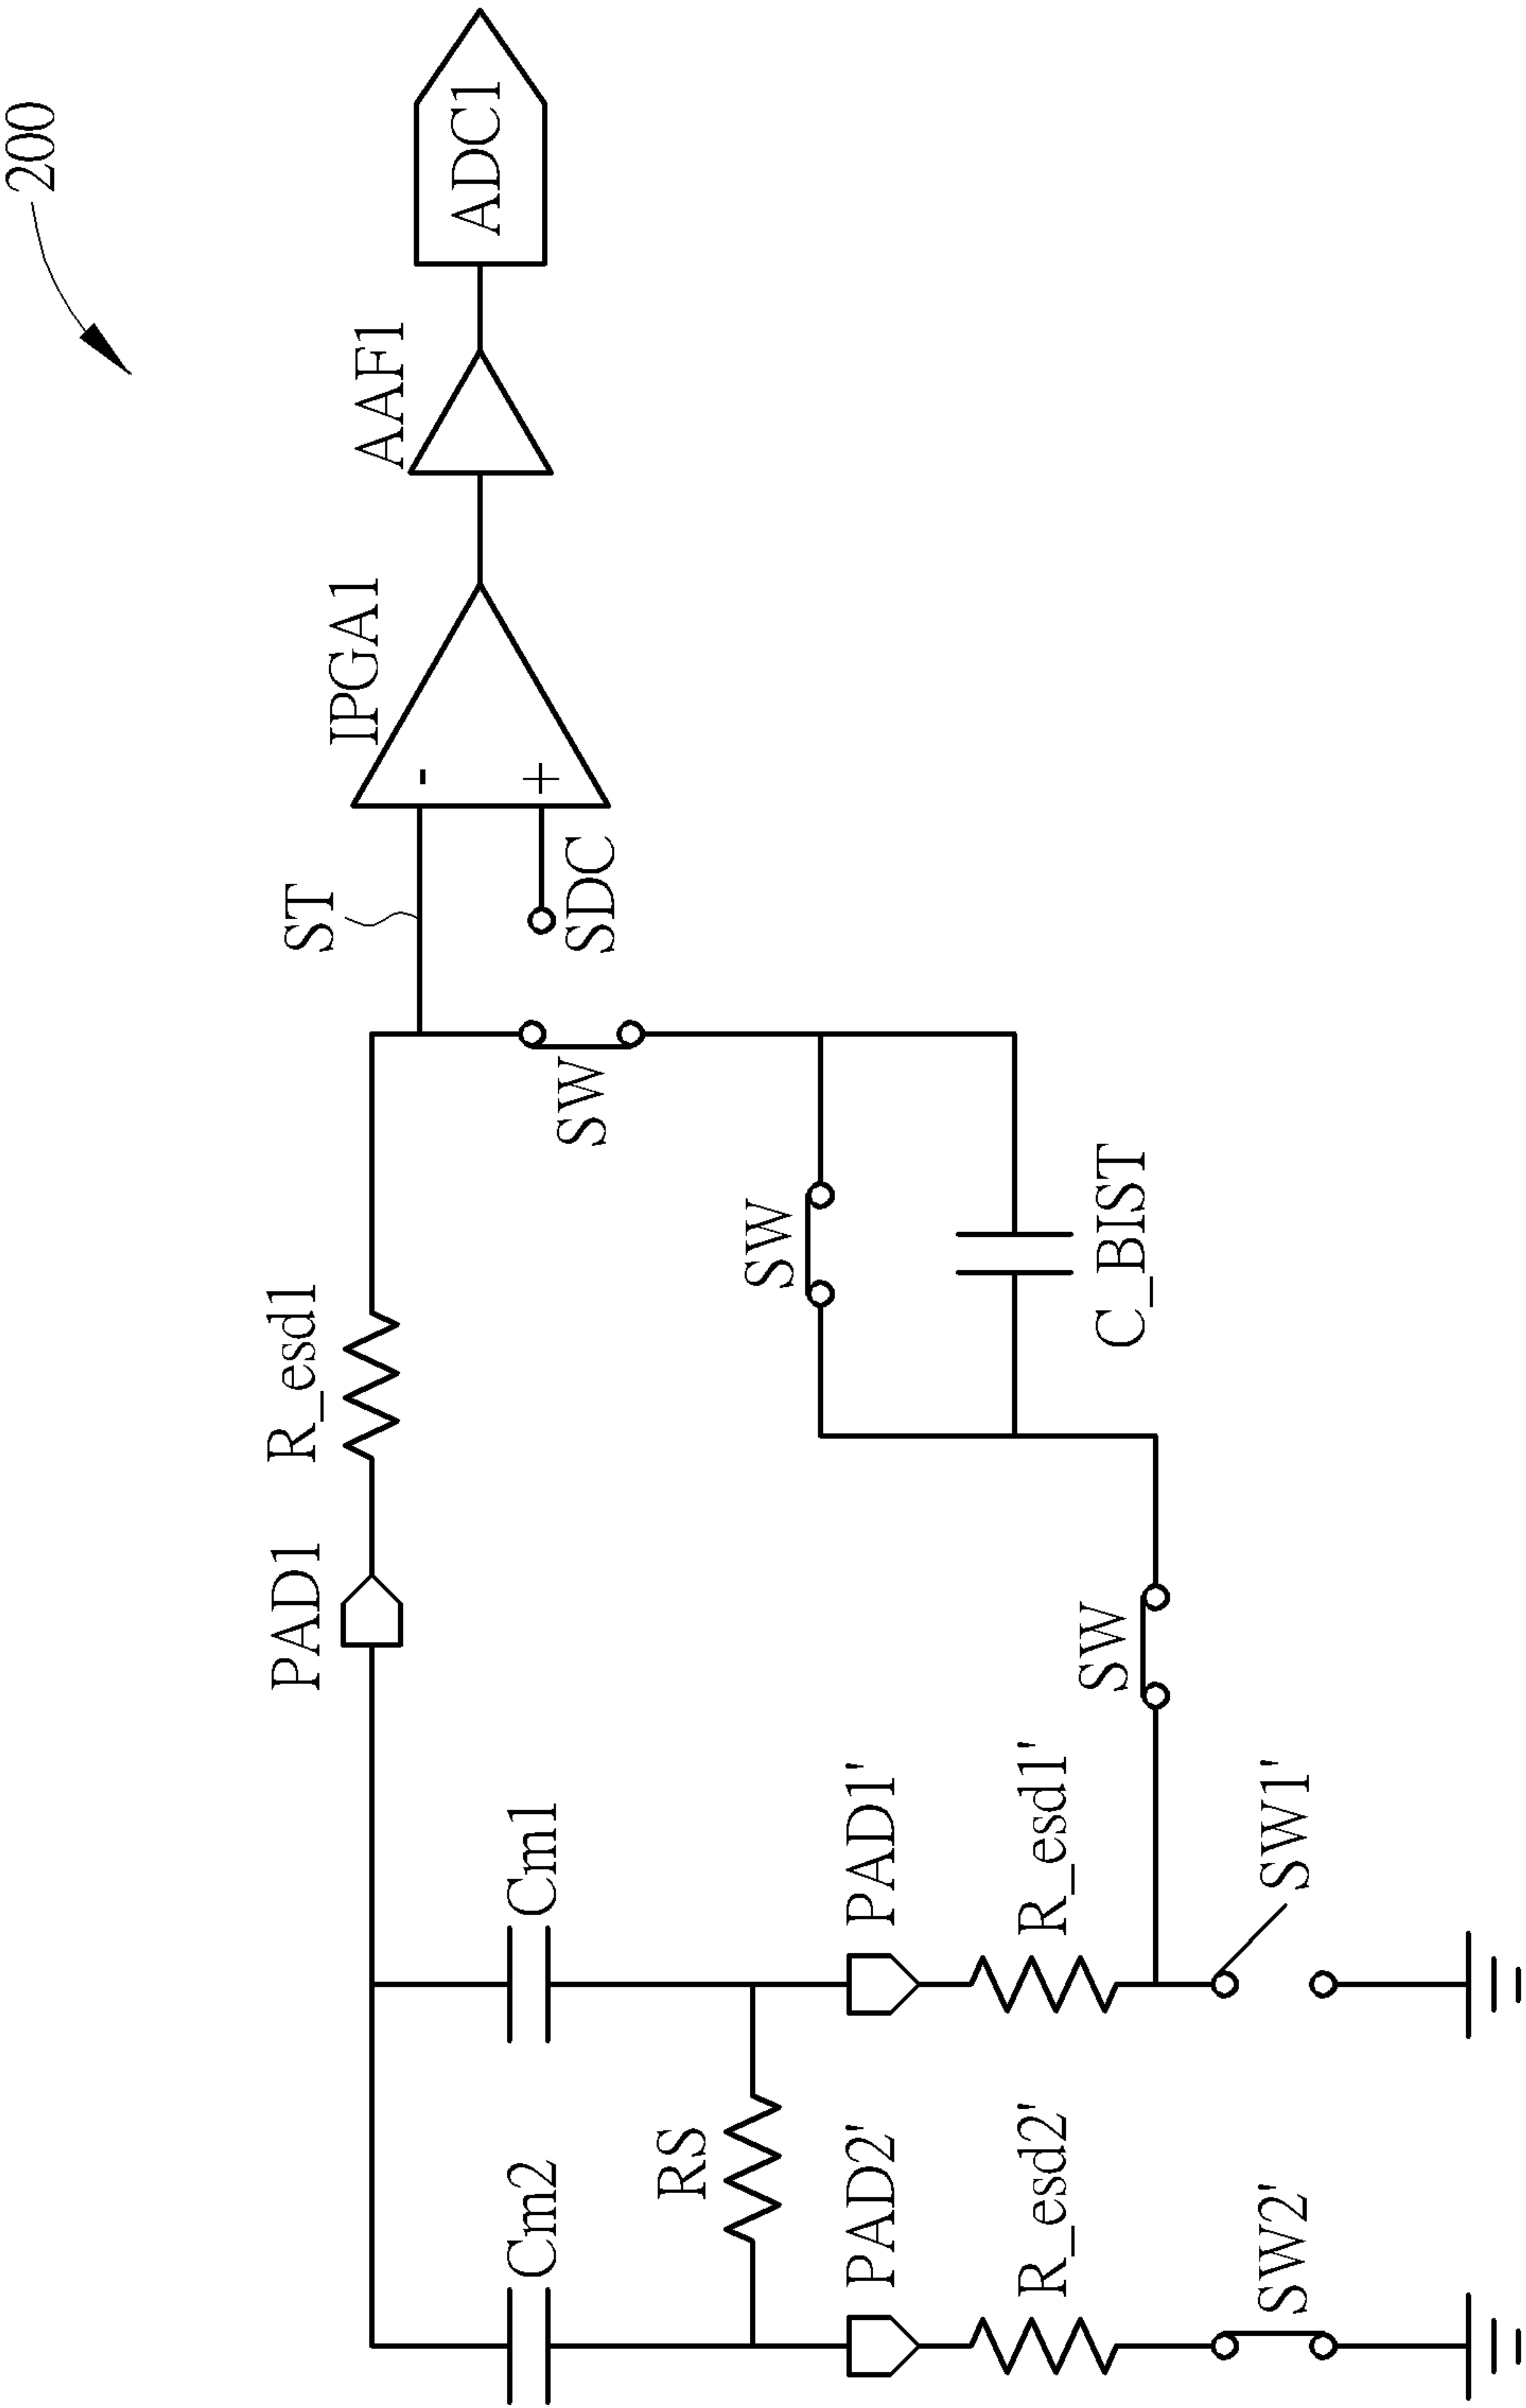 200
ADC1
AAF1
IPGA1
-
+
ST
SDC
SW
SW
C_BIST
R_esd1
PAD1
SW
Cm1
PAD1'
R_esd1'
SW1'
Cm2
RS
PAD2'
R_esd2'
SW2'